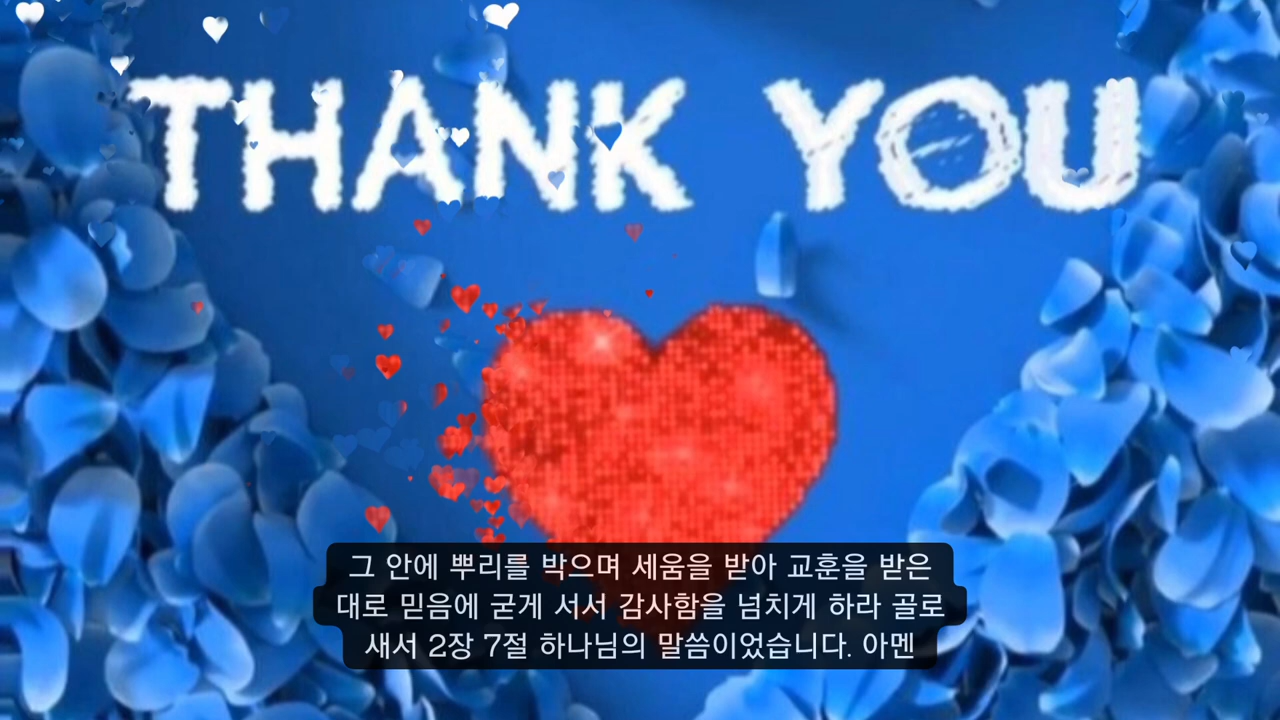 THANK YOU
그 안에 뿌리를 박으며 세움을 받아 교훈을 받은
대로 믿음에 굳게 서서 감사함을 넘치게 하라 골로
새서 2장 7절 하나님의 말씀이었습니다. 아멘